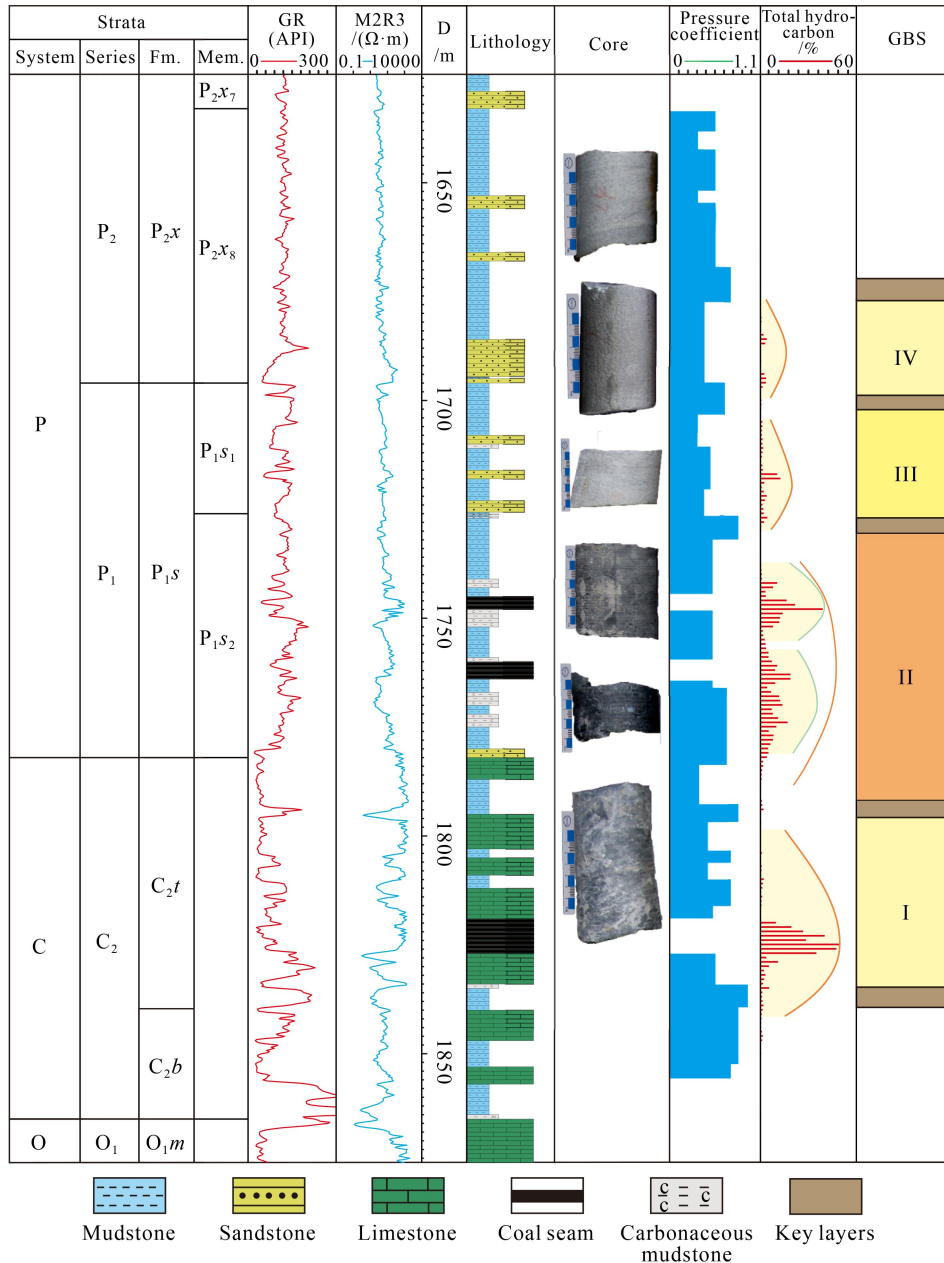 Strata
System
Series
Fm.
Mem.
GR
(API)
0
300
M2R3
/(Ω·m)
0.1
10000
D
/m
Lithology
Core
Pressure
coefficient
0
1.1
Total hydro-
carbon
/%
0
60
GBS
P₂x₇
P₂
P₂x
P₂x₈
P
P₁s₁
P₁
P₁s
P₁s₂
C
C₂
C₂t
C₂b
O
O₁
O₁m
1650
1700
1750
1800
1850
IV
III
II
I
c
c
c
Mudstone
Sandstone
Limestone
Coal seam
Carbonaceous
mudstone
Key layers